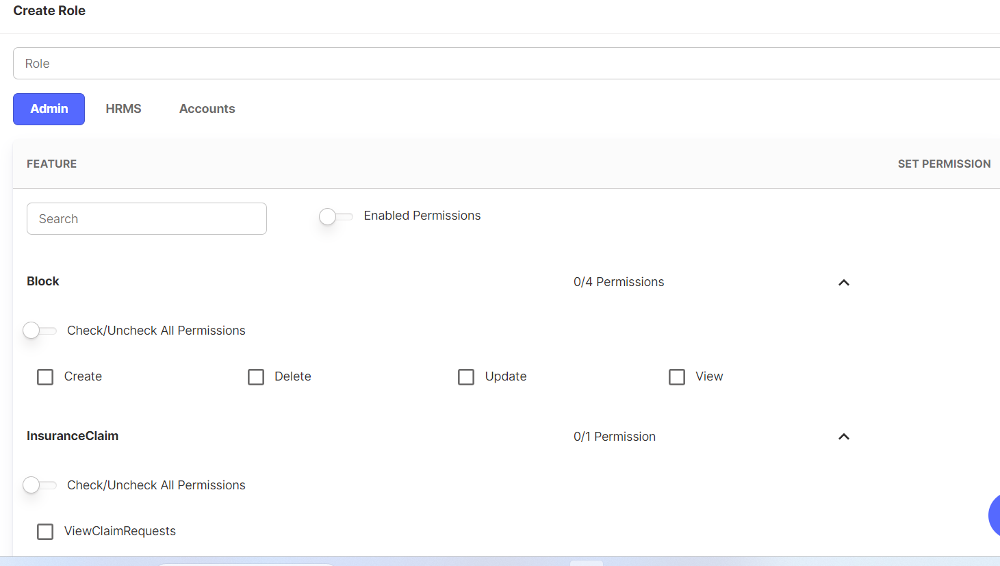 Create Role
Role
Admin HRMS Accounts
FEATURE SET PERMISSION
Search Enabled Permissions
Block 0/4 Permissions
Check/Uncheck All Permissions
Create Delete Update View
InsuranceClaim 0/1 Permission
Check/Uncheck All Permissions
ViewClaimRequests